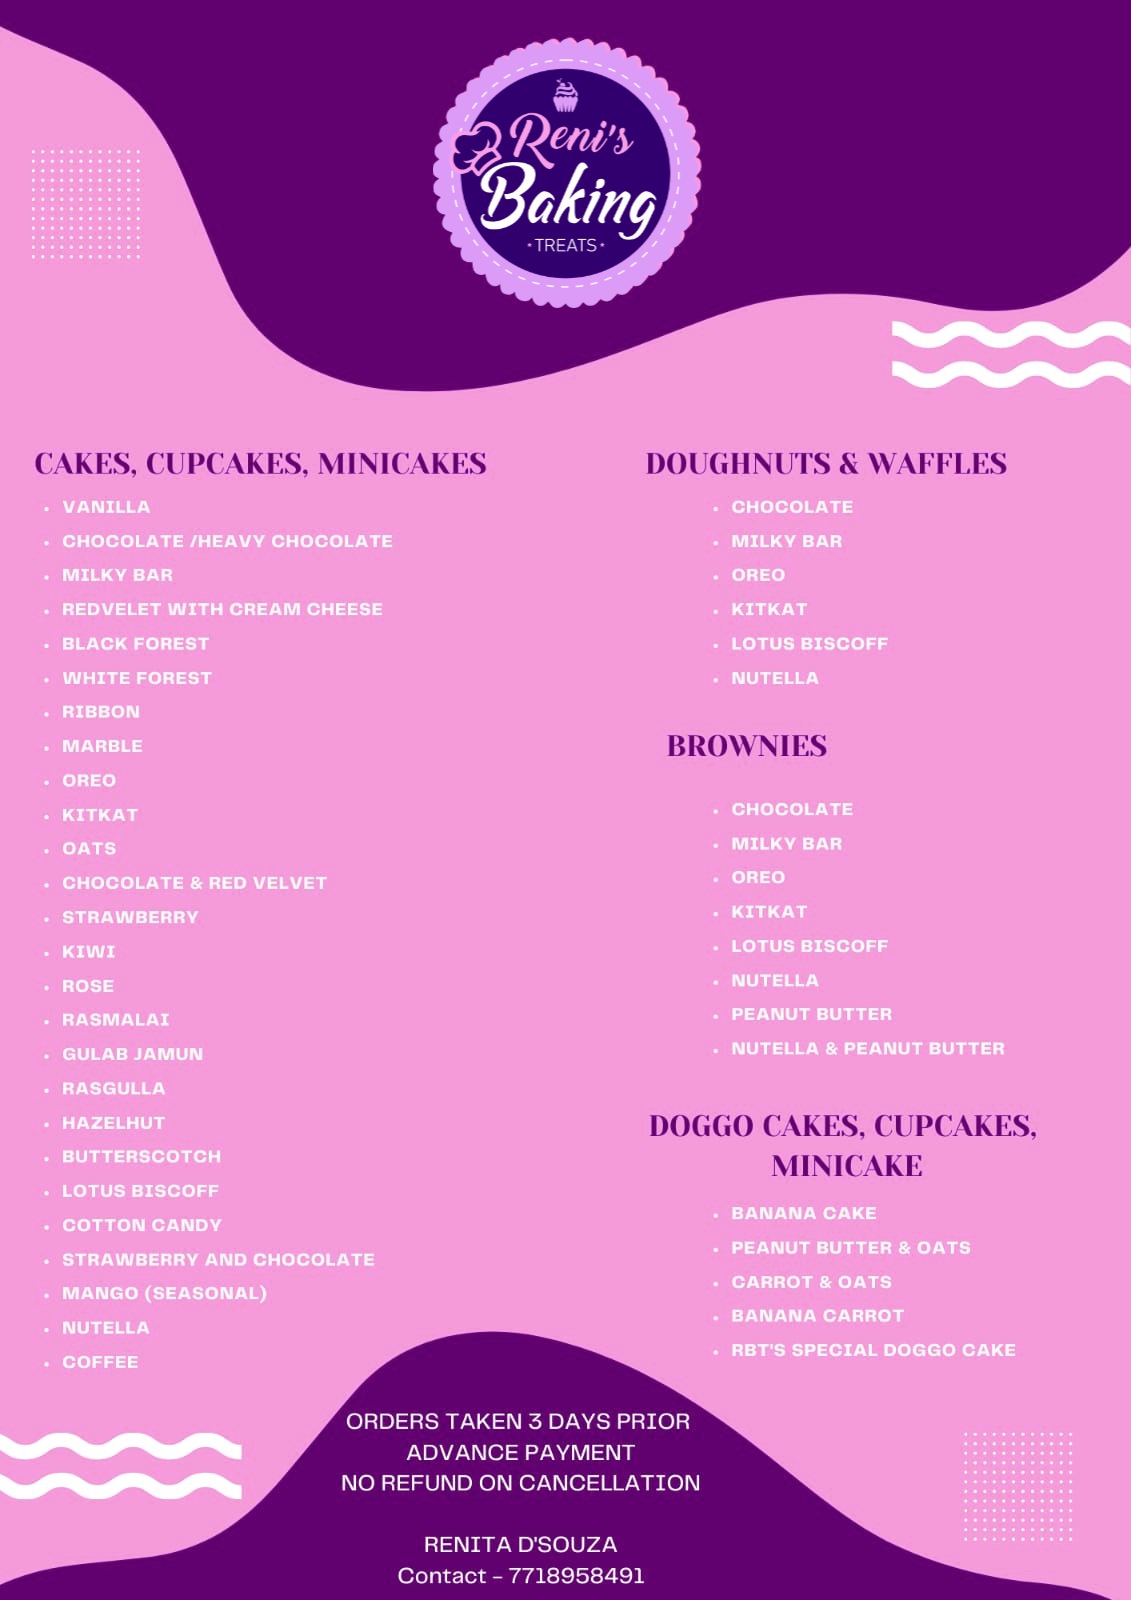 Reni's
Baking
TREATS
CAKES, CUPCAKES, MINICAKES
VANILLA
CHOCOLATE /HEAVY CHOCOLATE
MILKY BAR
REDVELET WITH CREAM CHEESE
BLACK FOREST
WHITE FOREST
RIBBON
MARBLE
OREO
KITKAT
OATS
CHOCOLATE & RED VELVET
STRAWBERRY
KIWI
ROSE
RASMALAI
GULAB JAMUN
RASGULLA
HAZELHUT
BUTTERSCOTCH
LOTUS BISCOFF
COTTON CANDY
STRAWBERRY AND CHOCOLATE
MANGO (SEASONAL)
NUTELLA
COFFEE
DOUGHNUTS & WAFFLES
CHOCOLATE
MILKY BAR
OREO
KITKAT
LOTUS BISCOFF
NUTELLA
BROWNIES
CHOCOLATE
MILKY BAR
OREO
KITKAT
LOTUS BISCOFF
NUTELLA
PEANUT BUTTER
NUTELLA & PEANUT BUTTER
DOGGO CAKES, CUPCAKES,
MINICAKE
BANANA CAKE
PEANUT BUTTER & OATS
CARROT & OATS
BANANA CARROT
RBT'S SPECIAL DOGGO CAKE
ORDERS TAKEN 3 DAYS PRIOR
ADVANCE PAYMENT
NO REFUND ON CANCELLATION
RENITA D'SOUZA
Contact - 7718958491